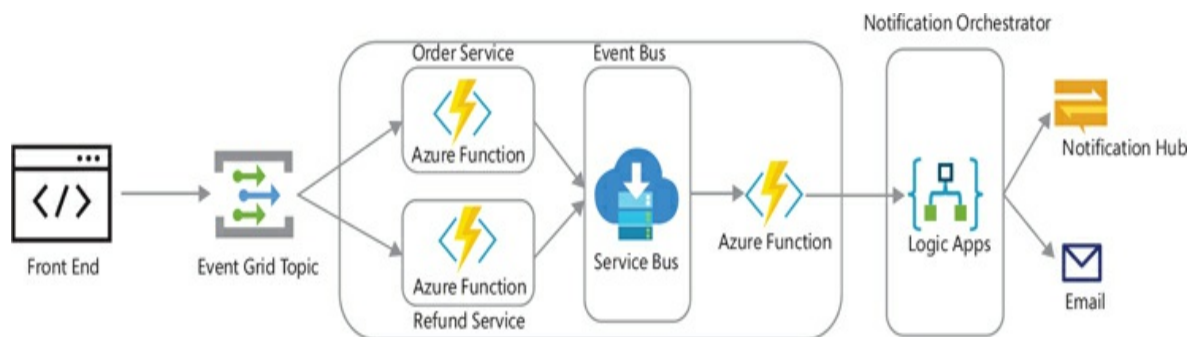 Notification Orchestrator
Order Service
Event Bus
Azure Function
Notification Hub
Front End
Event Grid Topic
Azure Function
Refund Service
Service Bus
Azure Function
Logic Apps
Email